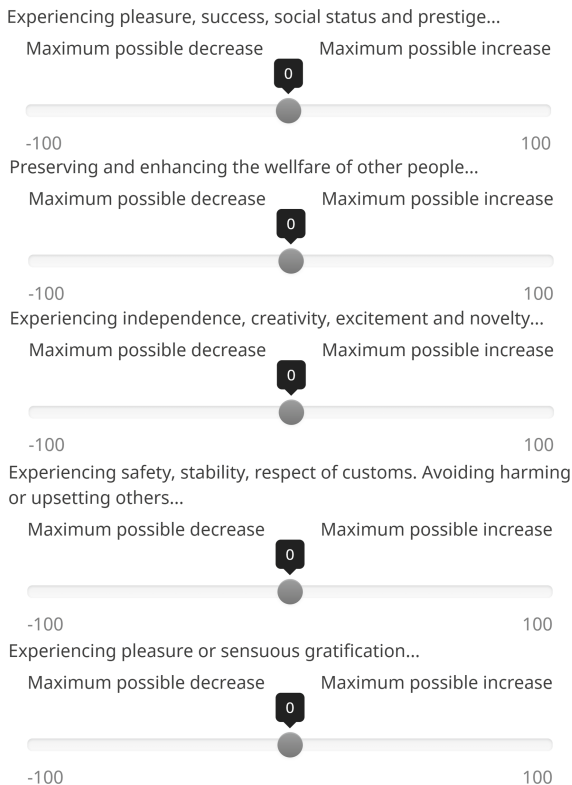 Experiencing pleasure, success, social status and prestige...
Maximum possible decrease Maximum possible increase
0
-100 100
Preserving and enhancing the wellfare of other people...
Maximum possible decrease Maximum possible increase
0
-100 100
Experiencing independence, creativity, excitement and novelty...
Maximum possible decrease Maximum possible increase
0
-100 100
Experiencing safety, stability, respect of customs. Avoiding harming
or upsetting others...
Maximum possible decrease Maximum possible increase
0
-100 100
Experiencing pleasure or sensuous gratification...
Maximum possible decrease Maximum possible increase
0
-100 100